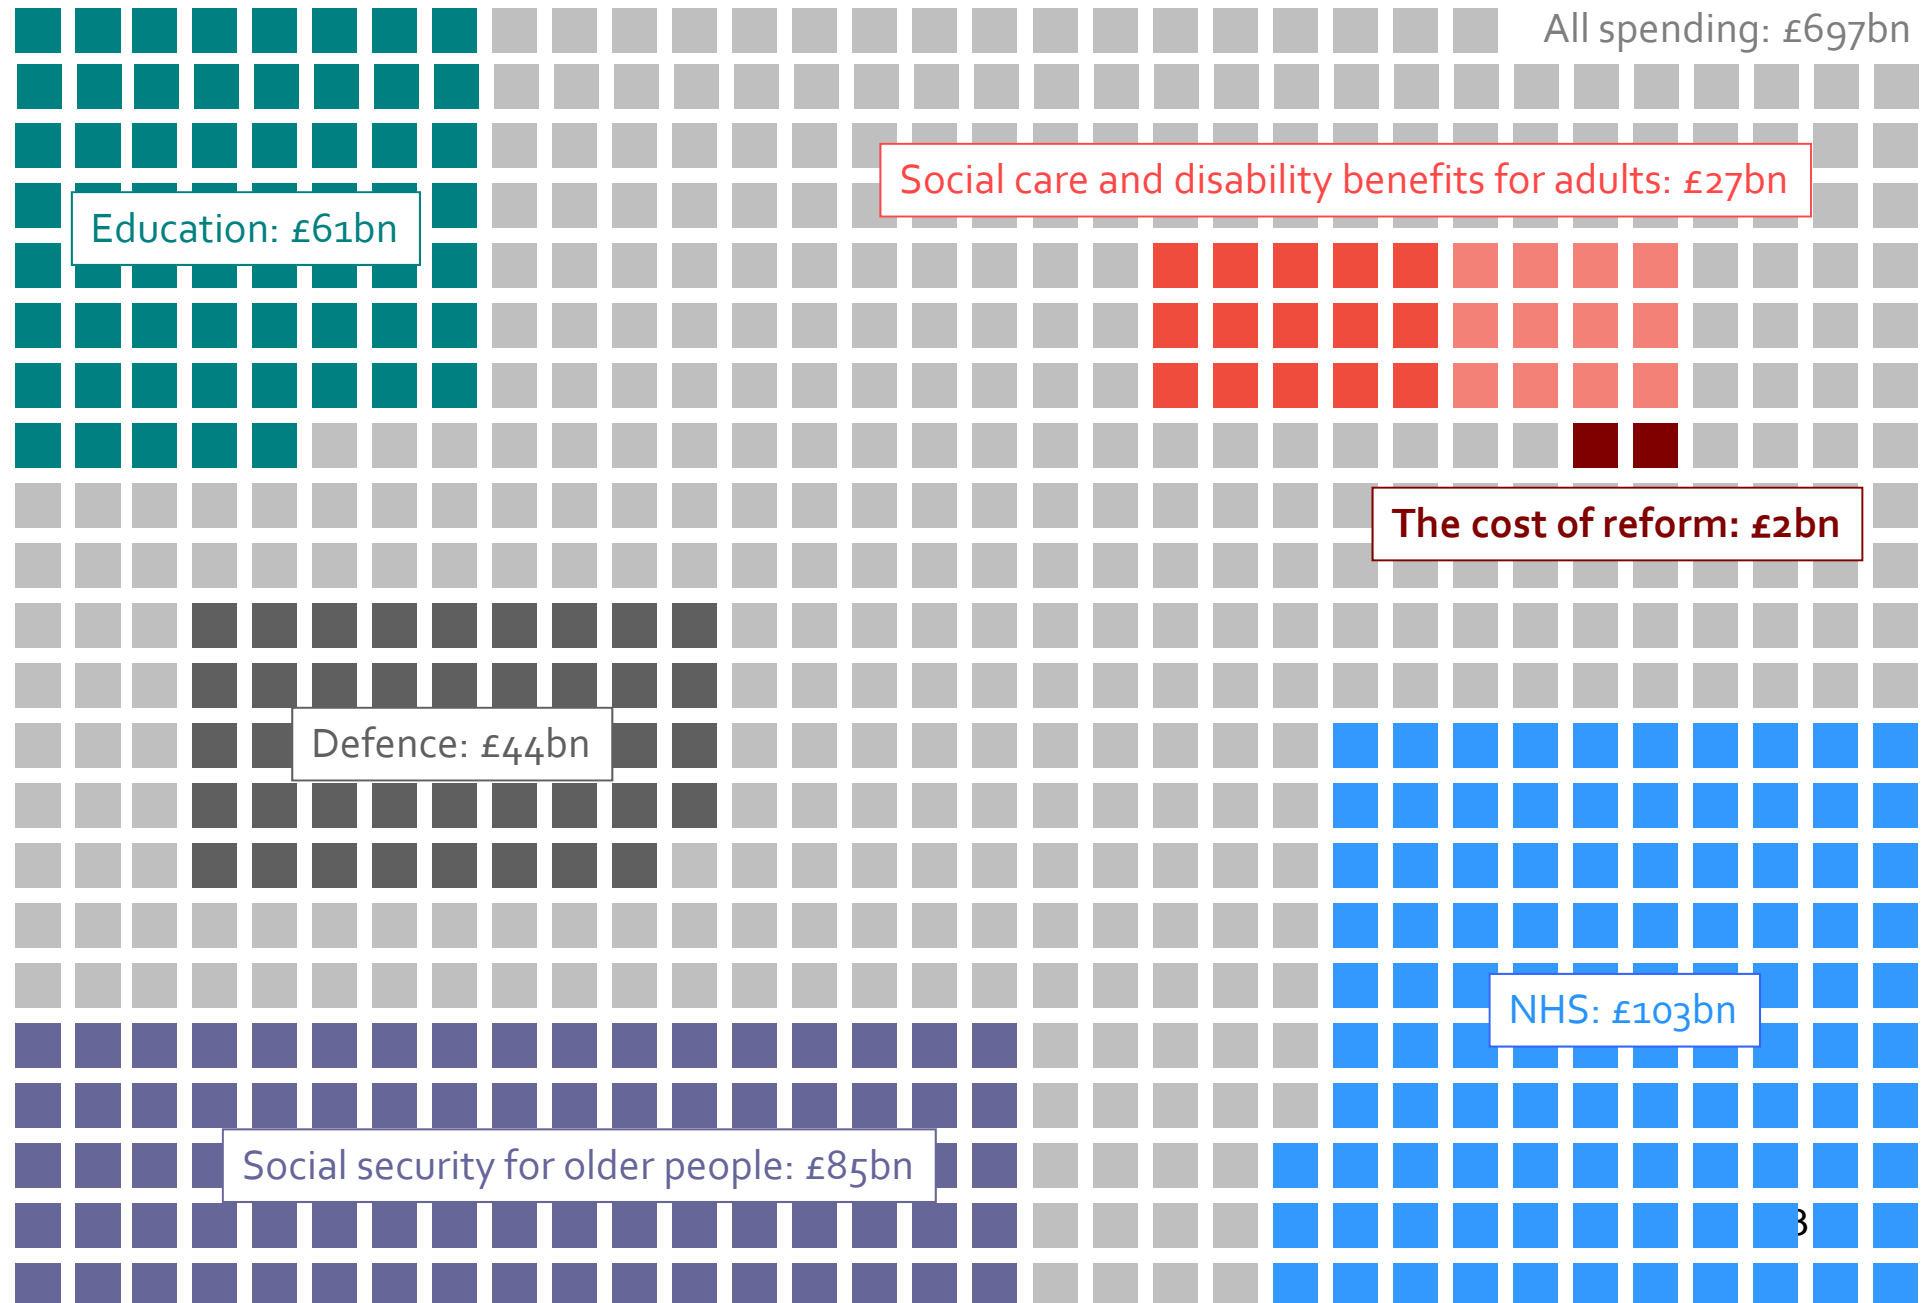 All spending: £697bn
Social care and disability benefits for adults: £27bn
Education: £61bn
The cost of reform: £2bn
Defence: £44bn
NHS: £103bn
Social security for older people: £85bn